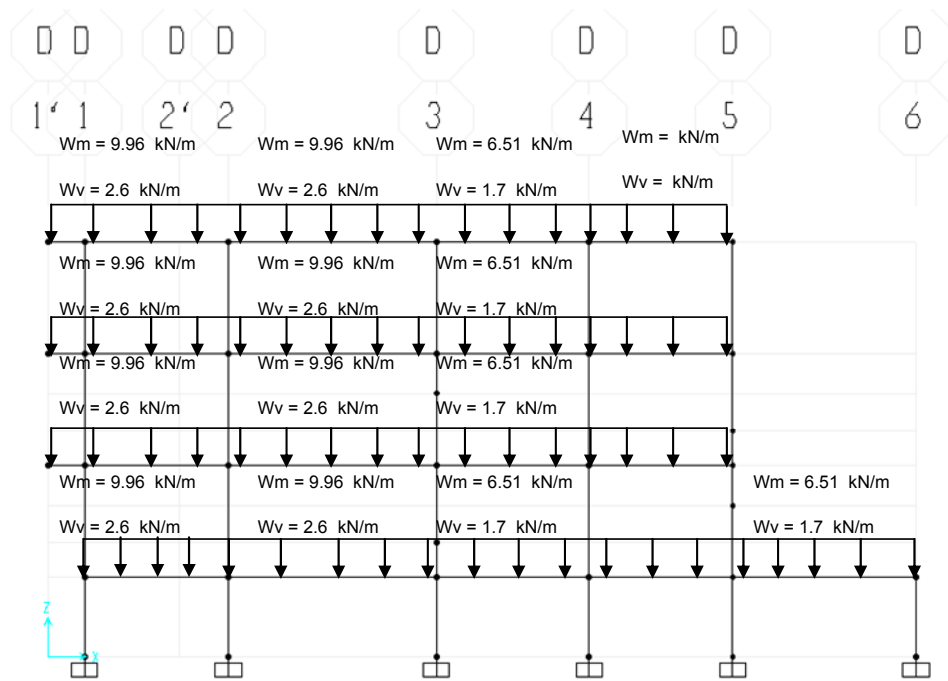 D D D D D D D D
1' 1 2' 2 3 4 5 6
Wm = 9.96 kN/m Wm = 9.96 kN/m Wm = 6.51 kN/m Wm = kN/m
Wv = 2.6 kN/m Wv = 2.6 kN/m Wv = 1.7 kN/m Wv = kN/m
Wm = 9.96 kN/m Wm = 9.96 kN/m Wm = 6.51 kN/m
Wv = 2.6 kN/m Wv = 2.6 kN/m Wv = 1.7 kN/m
Wm = 9.96 kN/m Wm = 9.96 kN/m Wm = 6.51 kN/m
Wv = 2.6 kN/m Wv = 2.6 kN/m Wv = 1.7 kN/m
Wm = 9.96 kN/m Wm = 9.96 kN/m Wm = 6.51 kN/m Wm = 6.51 kN/m
Wv = 2.6 kN/m Wv = 2.6 kN/m Wv = 1.7 kN/m Wv = 1.7 kN/m
Z
X